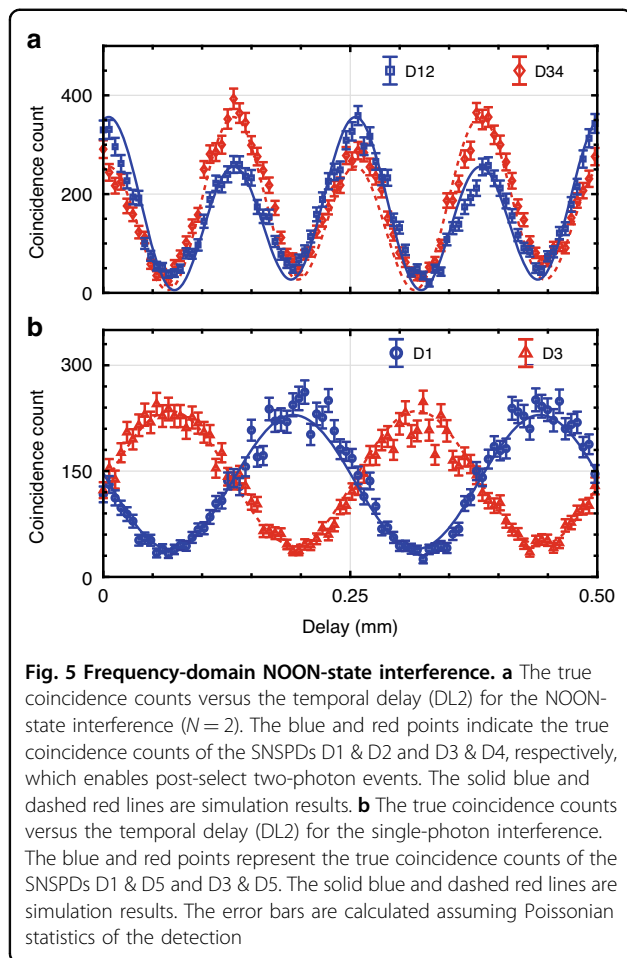 a
D12
D34
400
200
0
Coincidence count
b
D1
D3
300
150
0
Coincidence count
0
0.25
0.50
Delay (mm)
Fig. 5 Frequency-domain NOON-state interference. a The true
coincidence counts versus the temporal delay (DL2) for the NOON-
state interference (N = 2). The blue and red points indicate the true
coincidence counts of the SNSPDs D1 & D2 and D3 & D4, respectively,
which enables post-select two-photon events. The solid blue and
dashed red lines are simulation results. b The true coincidence counts
versus the temporal delay (DL2) for the single-photon interference.
The blue and red points represent the true coincidence counts of the
SNSPDs D1 & D5 and D3 & D5. The solid blue and dashed red lines are
simulation results. The error bars are calculated assuming Poissonian
statistics of the detection